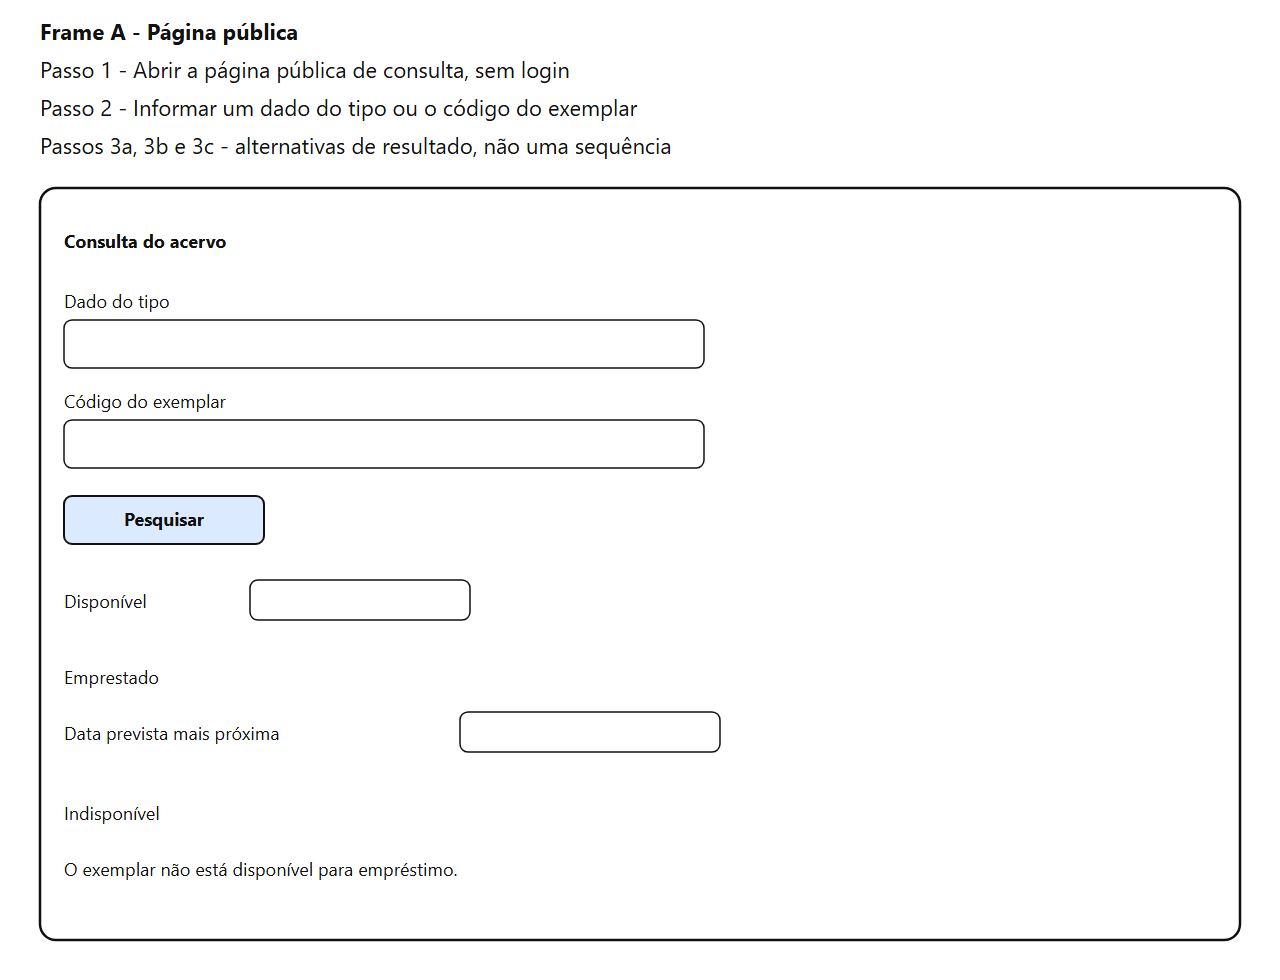 Frame A - Página pública
Passo 1 - Abrir a página pública de consulta, sem login
Passo 2 - Informar um dado do tipo ou o código do exemplar
Passos 3a, 3b e 3c - alternativas de resultado, não uma sequência
Consulta do acervo
Dado do tipo
Código do exemplar
Pesquisar
Disponível
Emprestado
Data prevista mais próxima
Indisponível
O exemplar não está disponível para empréstimo.